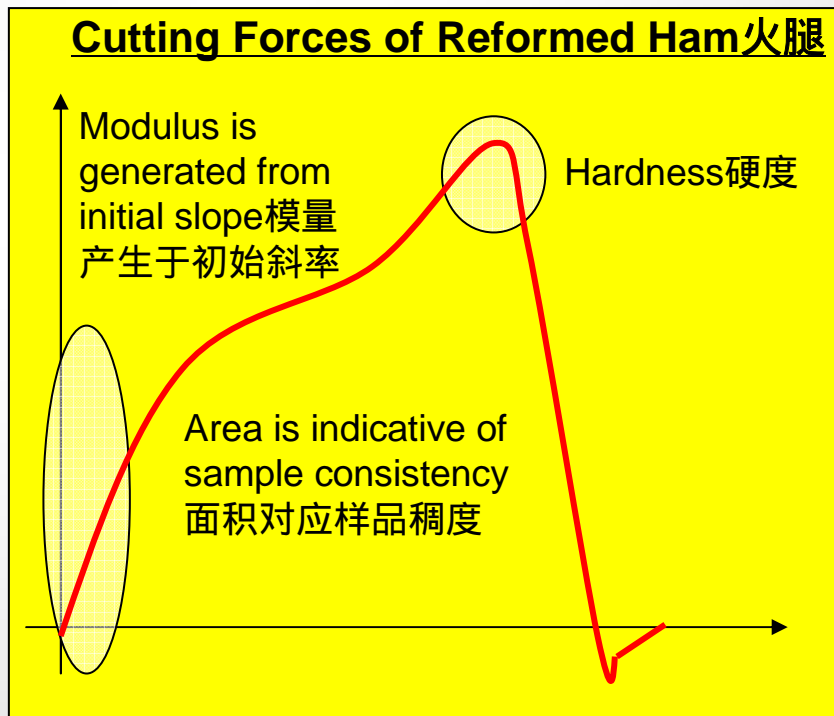 Cutting Forces of Reformed Ham火腿
Modulus is
generated from
initial slope模量
产生于初始斜率
Hardness硬度
Area is indicative of
sample consistency
面积对应样品稠度